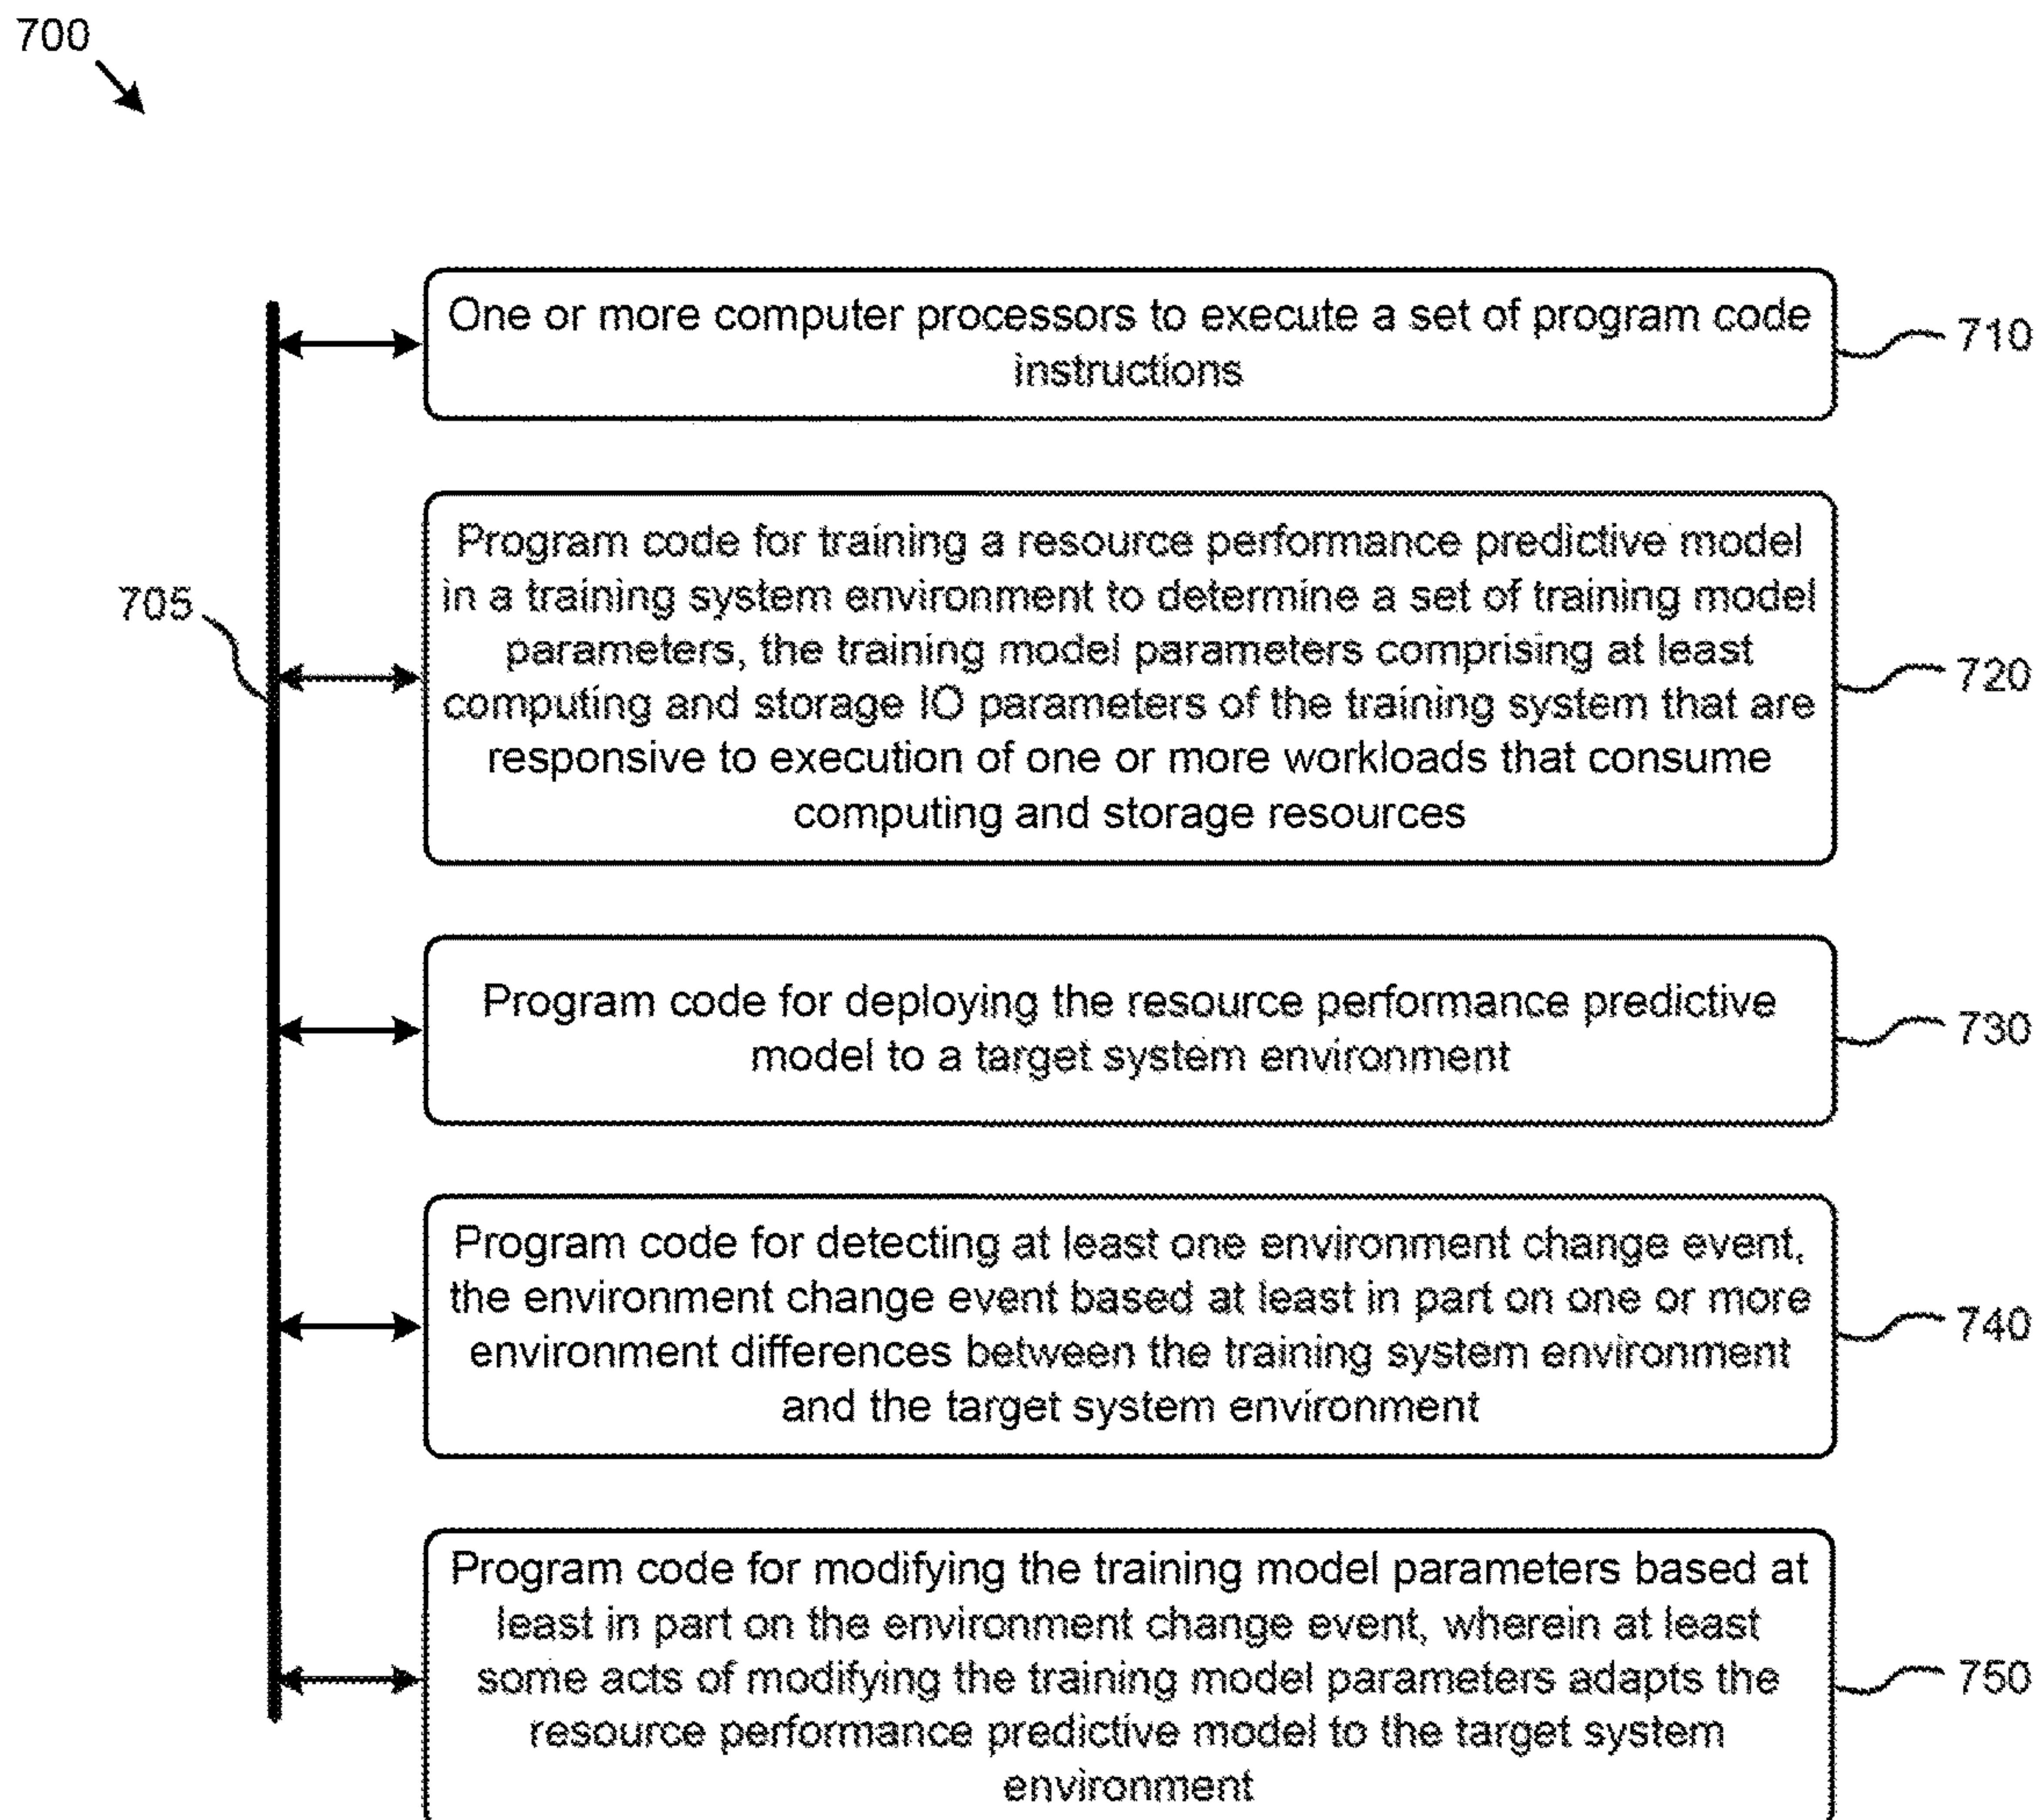 700
One or more computer processors to execute a set of program code
instructions
710
Program code for training a resource performance predictive model
in a training system environment to determine a set of training model
parameters, the training model parameters comprising at least
computing and storage IO parameters of the training system that are
responsive to execution of one or more workloads that consume
computing and storage resources
705
720
Program code for deploying the resource performance predictive
model to a target system environment
730
Program code for detecting at least one environment change event,
the environment change event based at least in part on one or more
environment differences between the training system environment
and the target system environment
740
Program code for modifying the training model parameters based at
least in part on the environment change event, wherein at least
some acts of modifying the training model parameters adapts the
resource performance predictive model to the target system
environment
750